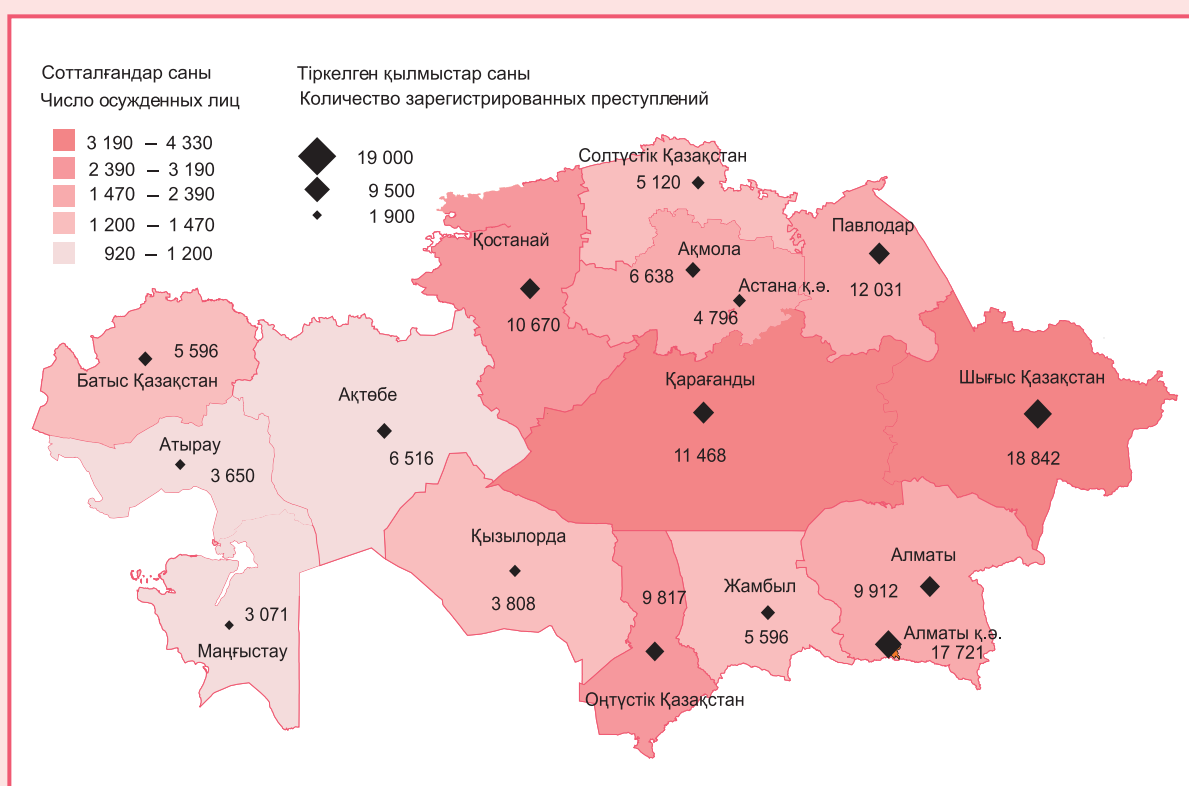 Сотталғандар саны
Число осужденных лиц
3 190 – 4 330
2 390 – 3 190
1 470 – 2 390
1 200 – 1 470
920 – 1 200
Тіркелген қылмыстар саны
Количество зарегистрированных преступлений
19 000
9 500
1 900
Солтүстік Қазақстан
5 120
Қостанай
10 670
Ақмола
6 638
Астана қ.ә.
4 796
Павлодар
12 031
5 596
Батыс Қазақстан
Ақтөбе
6 516
Атырау
3 650
Қарағанды
11 468
Шығыс Қазақстан
18 842
Қызылорда
3 808
3 071
Маңғыстау
9 817
Оңтүстік Қазақстан
Жамбыл
5 596
Алматы
9 912
Алматы қ.ә.
17 721